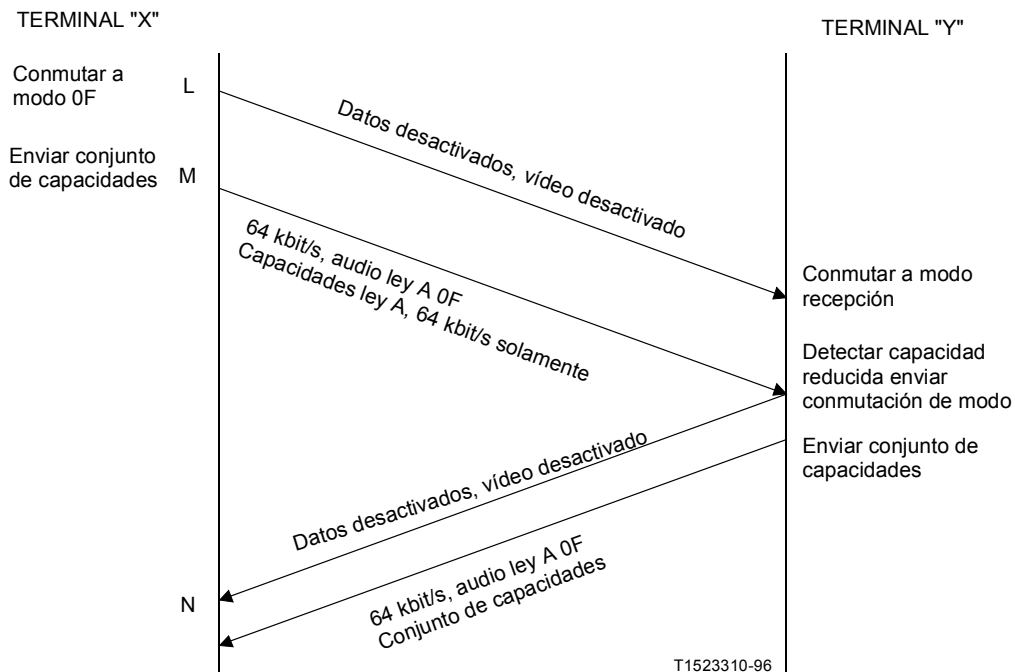 TERMINAL "X"
TERMINAL "Y"
Conmutar a
modo 0F
L
Datos desactivados, vídeo desactivado
Enviar conjunto
de capacidades
M
64 kbit/s, audio ley A 0F
Capacidades ley A, 64 kbit/s solamente
Conmutar a modo
recepción
Detectar capacidad
reducida enviar
conmutación de modo
Enviar conjunto de
capacidades
Datos desactivados, vídeo desactivado
N
64 kbit/s, audio ley A 0F
Conjunto de capacidades
T1523310-96